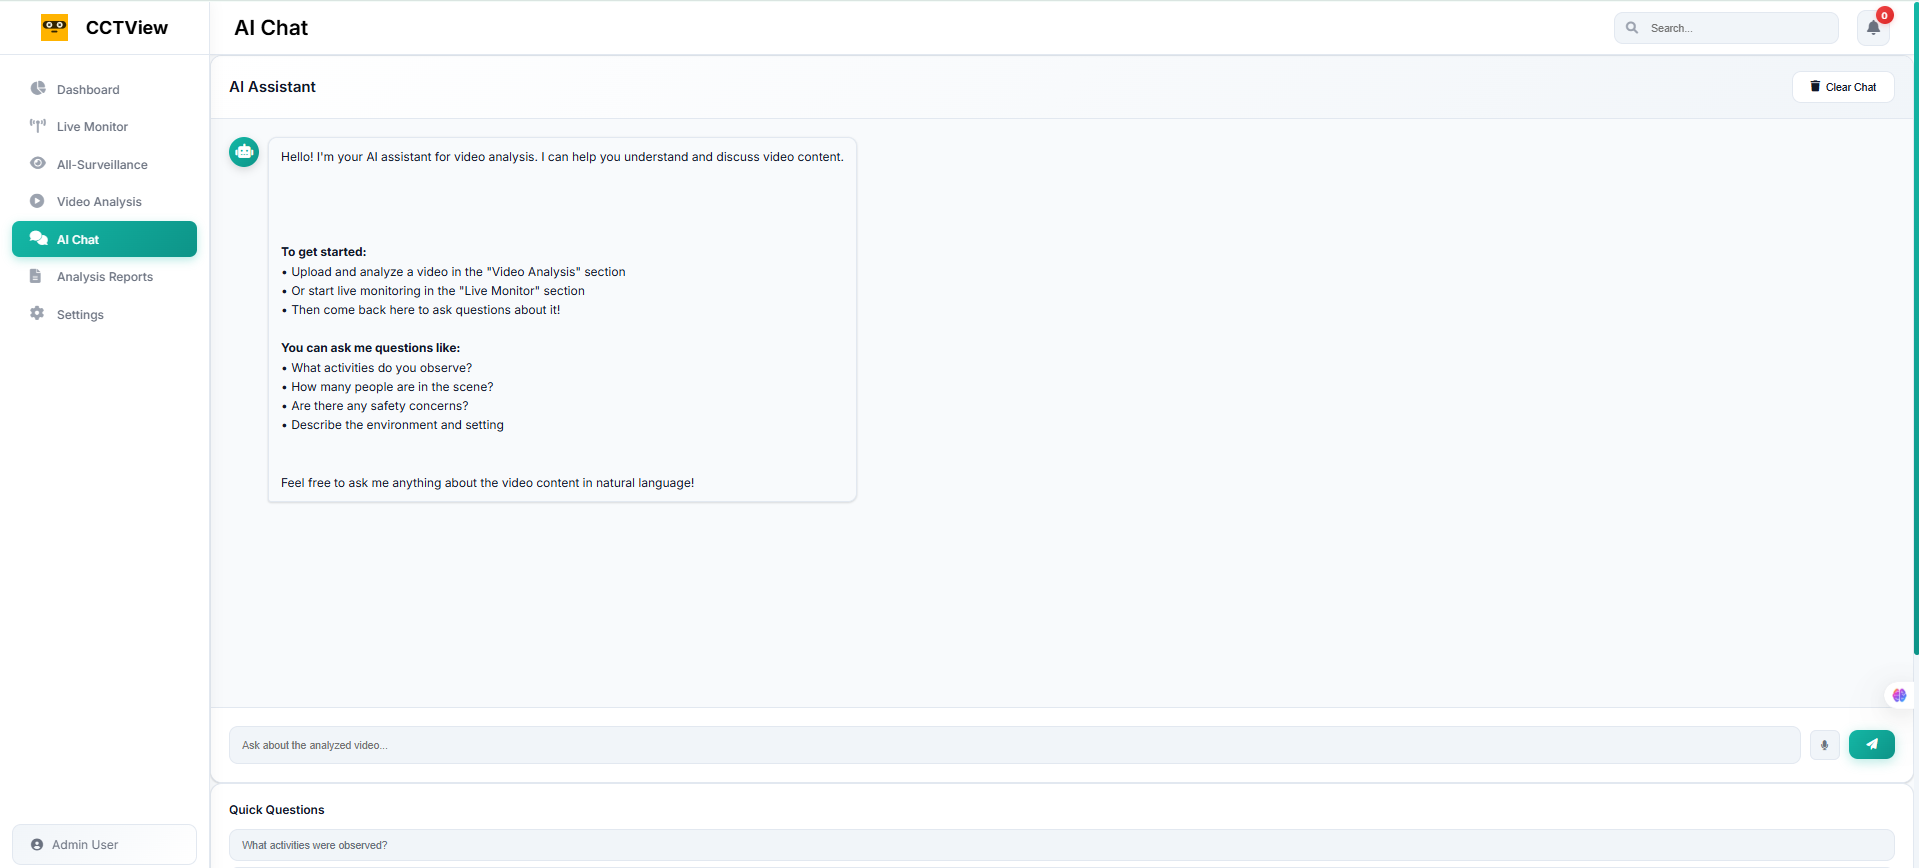 CCTView
AI Chat
Search...
0
Dashboard
Live Monitor
All-Surveillance
Video Analysis
AI Chat
Analysis Reports
Settings
Admin User
AI Assistant
Clear Chat
Hello! I'm your AI assistant for video analysis. I can help you understand and discuss video content.
To get started:
• Upload and analyze a video in the "Video Analysis" section
• Or start live monitoring in the "Live Monitor" section
• Then come back here to ask questions about it!
You can ask me questions like:
• What activities do you observe?
• How many people are in the scene?
• Are there any safety concerns?
• Describe the environment and setting
Feel free to ask me anything about the video content in natural language!
Ask about the analyzed video...
Quick Questions
What activities were observed?